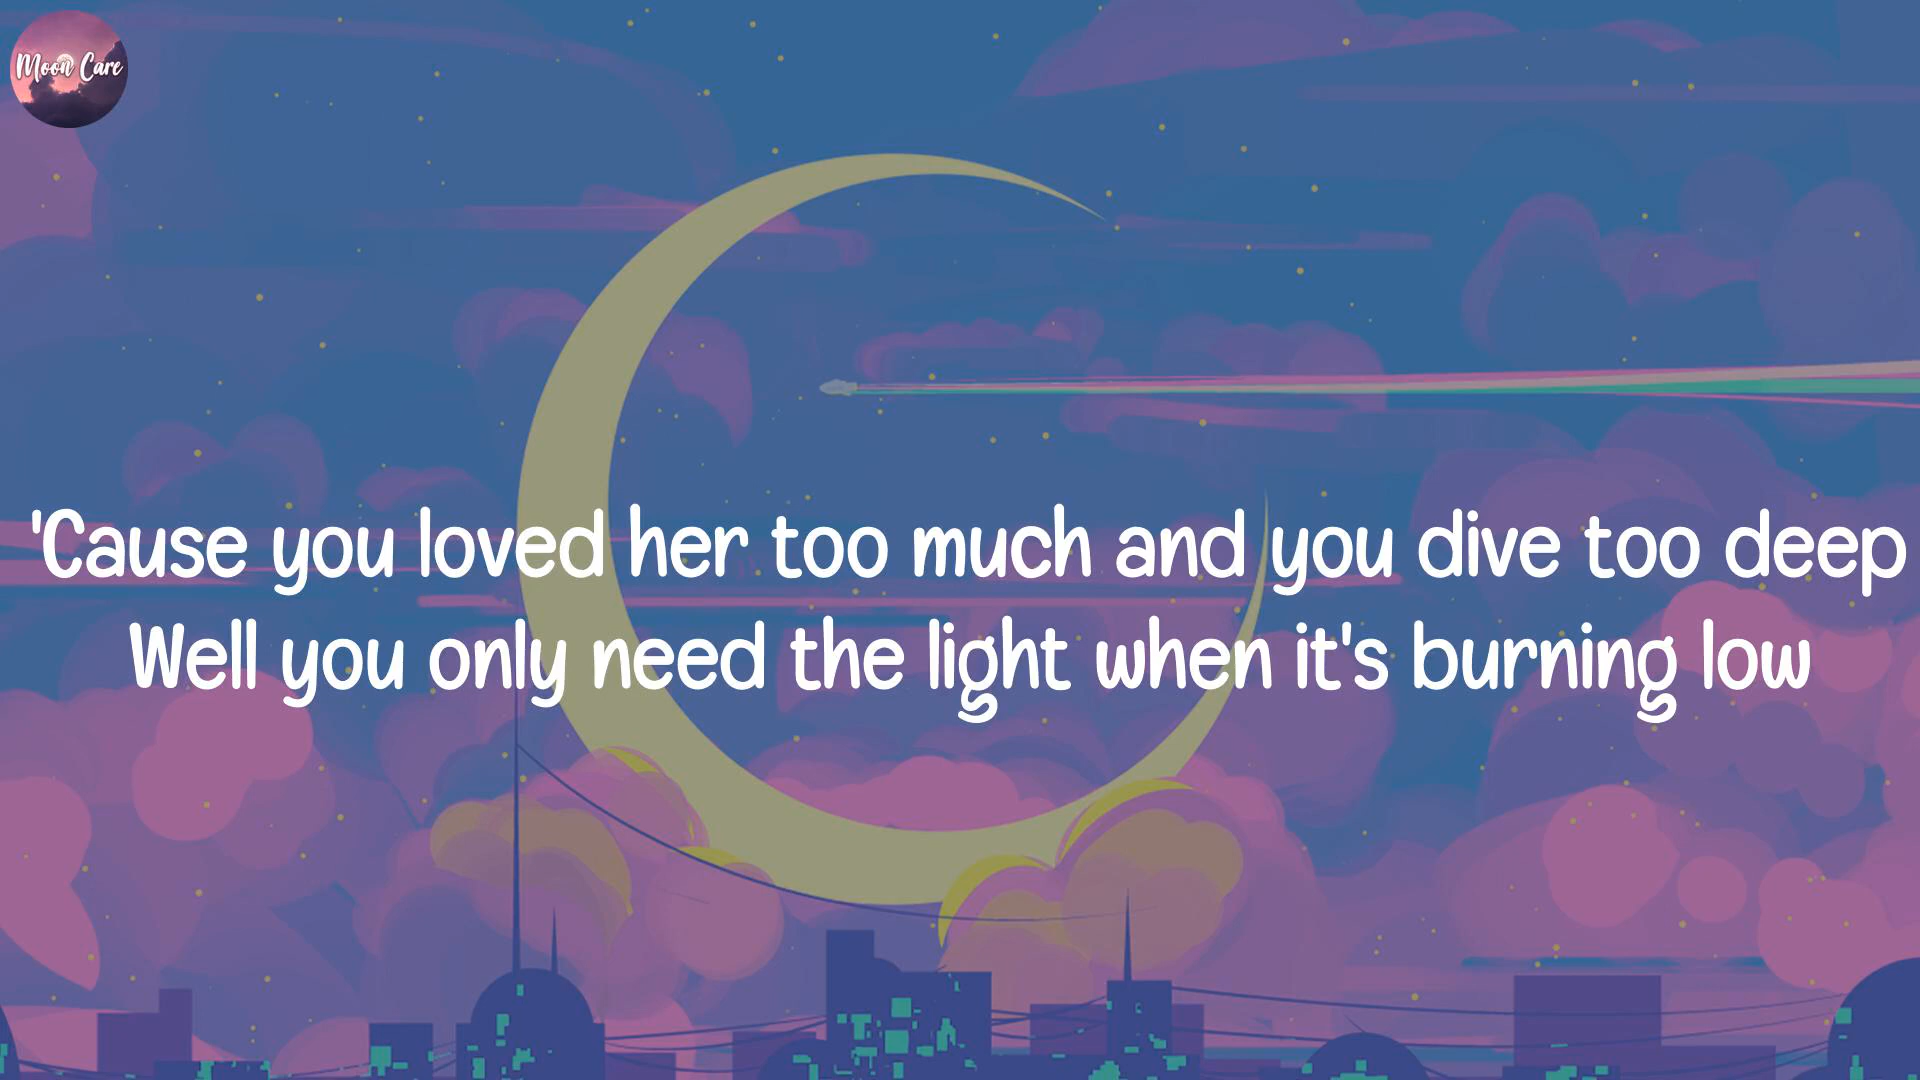 Moon Care
'Cause you loved her too much and you dive too deep
Well you only need the light when it's burning low